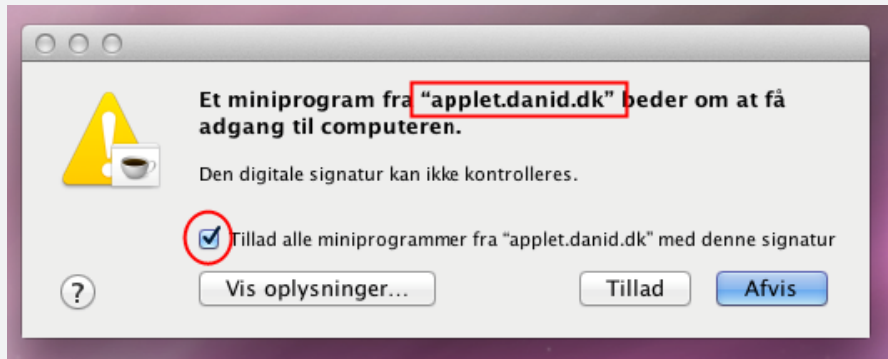 Et miniprogram fra “applet.danid.dk” beder om at få
adgang til computeren.
Den digitale signatur kan ikke kontrolleres.
Tillad alle miniprogrammer fra “applet.danid.dk” med denne signatur
? Vis oplysninger... Tillad Afvis